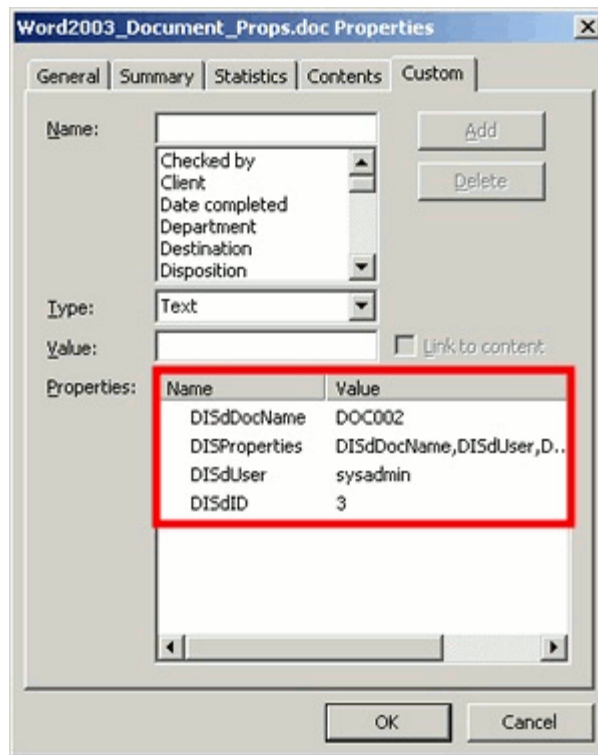 Word2003_Document_Props.doc Properties
General Summary Statistics Contents Custom
Name:
Add
Checked by
Client
Date completed
Department
Destination
Disposition
Delete
Type:
Text
Value:
Link to content
Properties:
Name Value
DISdDocName DOC002
DISProperties DISdDocName,DISdUser,D..
DISdUser sysadmin
DISdID 3
OK Cancel